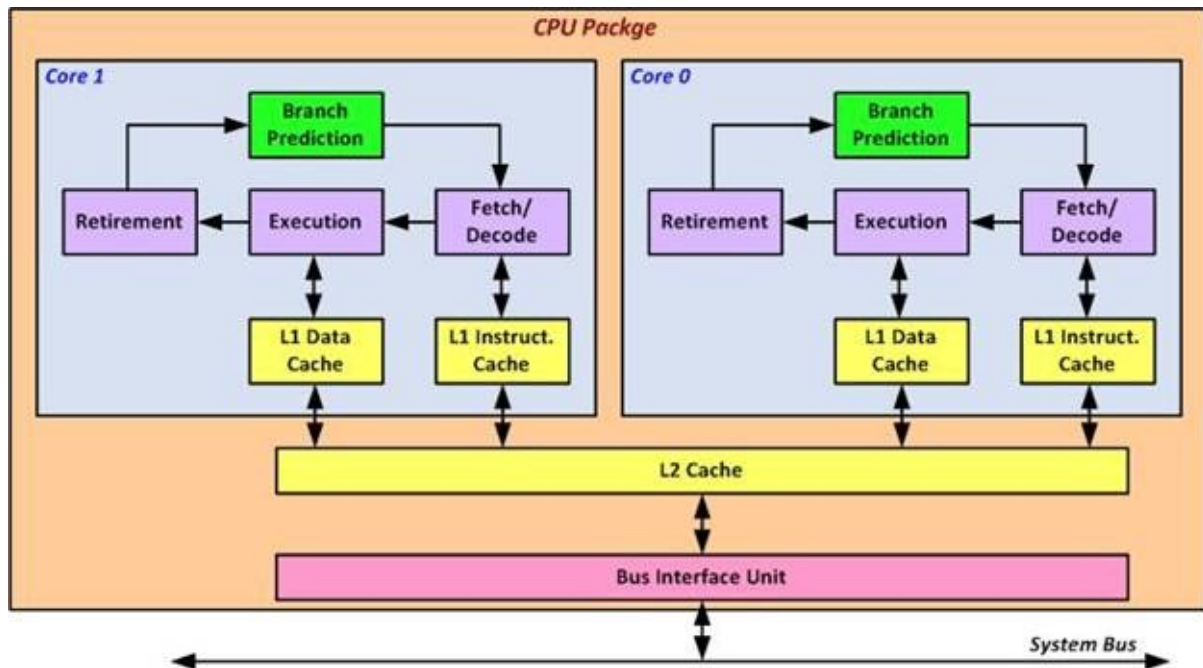 CPU Packge
Core 1
Branch
Prediction
Retirement
Execution
Fetch/
Decode
L1 Data
Cache
L1 Instruct.
Cache
Core 0
Branch
Prediction
Retirement
Execution
Fetch/
Decode
L1 Data
Cache
L1 Instruct.
Cache
L2 Cache
Bus Interface Unit
System Bus